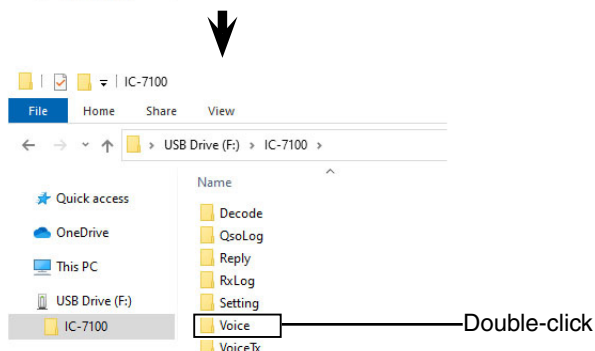 IC-7100
File Home Share View
USB Drive (F:) > IC-7100 >
Name
Quick access
OneDrive
This PC
USB Drive (F:)
IC-7100
Decode
QsoLog
Reply
RxLog
Setting
Voice
VoiceTx
Double-click